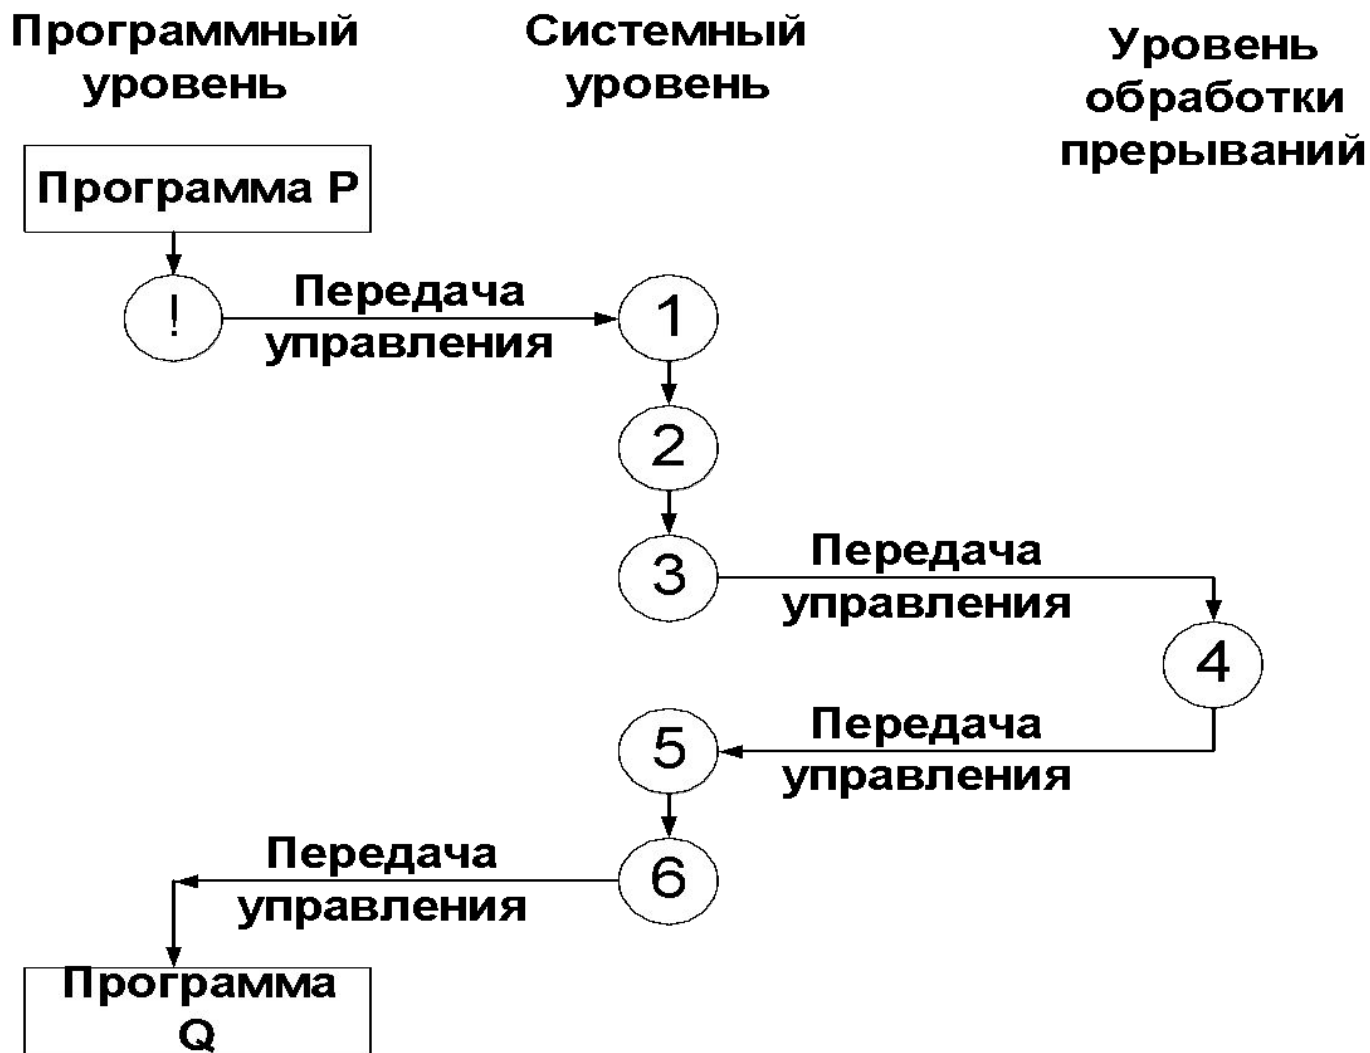 Программный
уровень
Системный
уровень
Уровень
обработки
прерываний
Программа P
!
Передача
управления
1
2
3
Передача
управления
4
5
Передача
управления
6
Передача
управления
Программа
Q